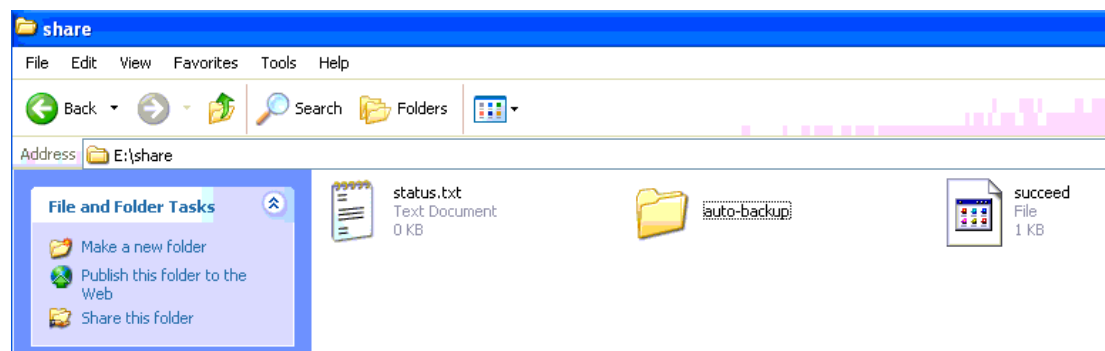 share
File Edit View Favorites Tools Help
Back Search Folders
Address E:\share
File and Folder Tasks
Make a new folder
Publish this folder to the
Web
Share this folder
status.txt
Text Document
0 KB
auto-backup
succeed
File
1 KB